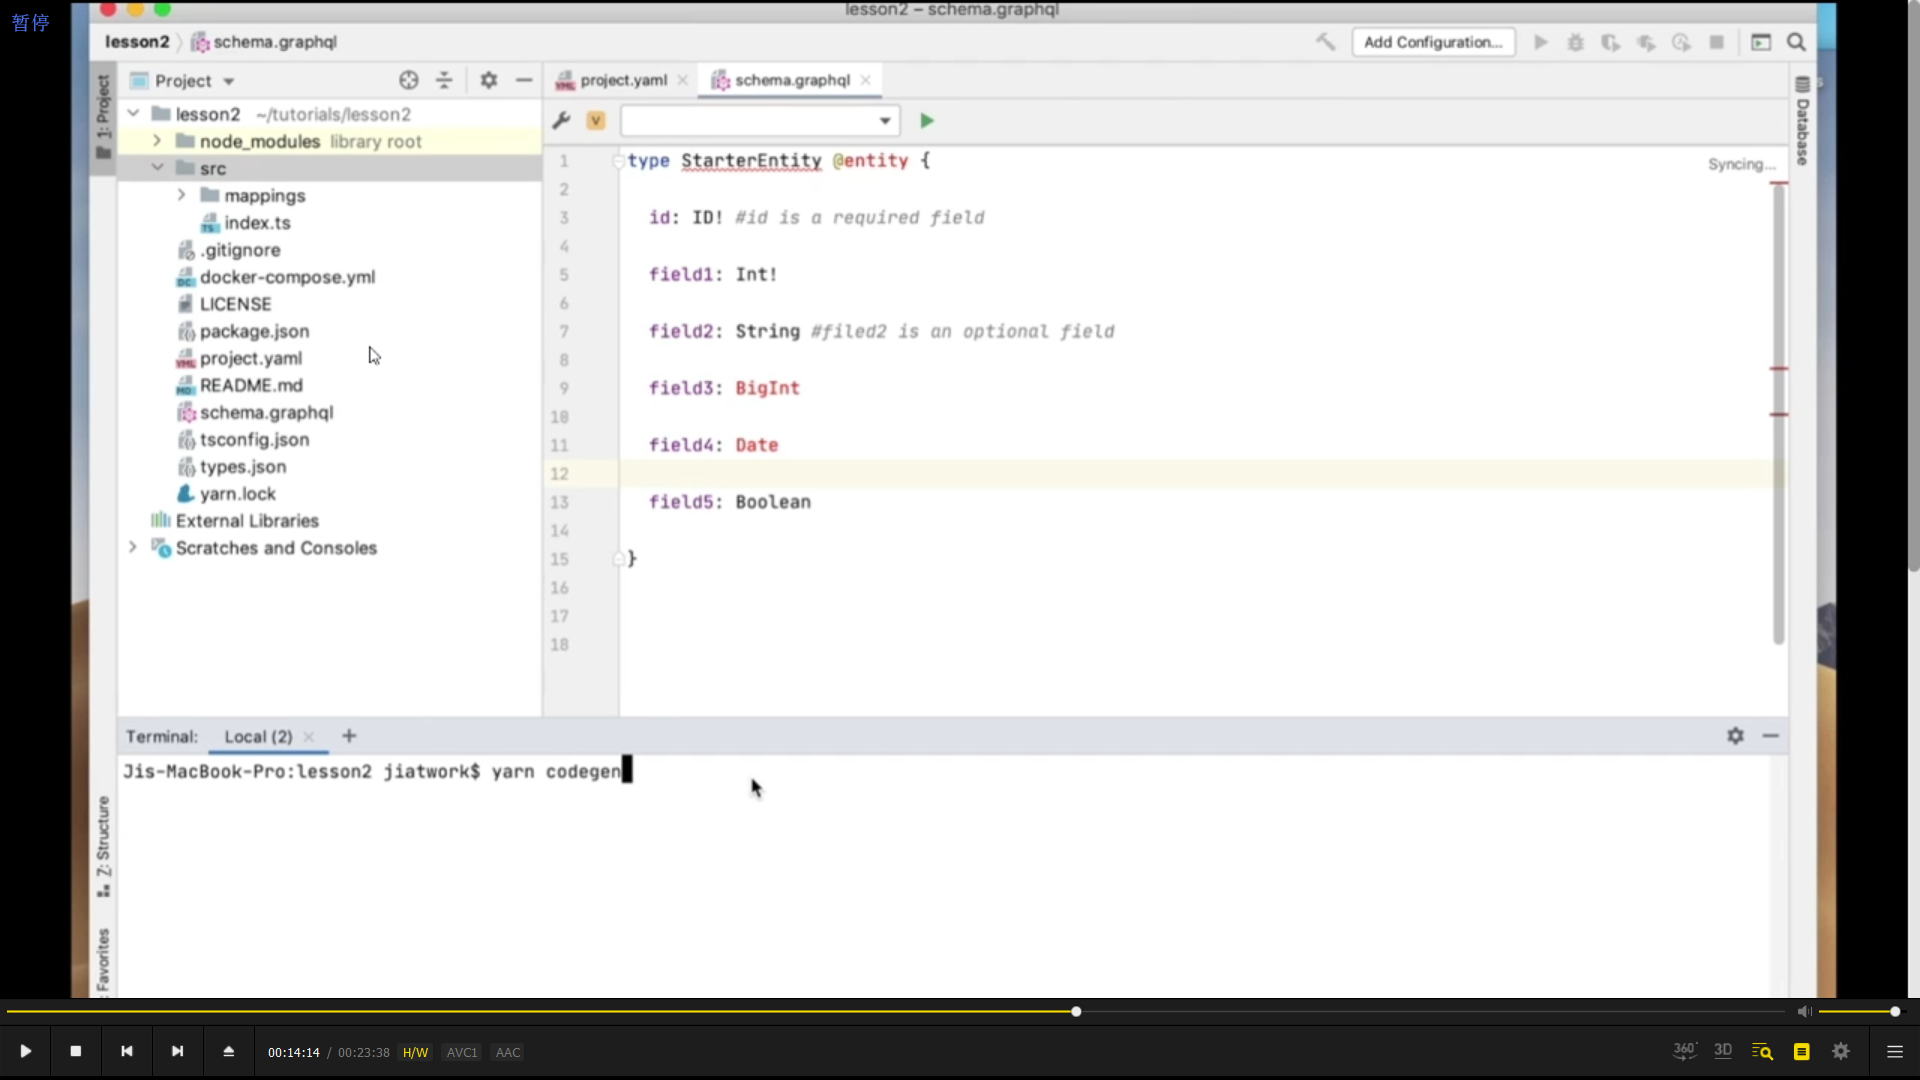 暂停
lesson2 – schema.graphql
lesson2 schema.graphql
Add Configuration...
1: Project
Project
project.yaml
schema.graphql
Database
lesson2 ~/tutorials/lesson2
node_modules library root
src
mappings
index.ts
.gitignore
docker-compose.yml
LICENSE
package.json
project.yaml
README.md
schema.graphql
tsconfig.json
types.json
yarn.lock
External Libraries
Scratches and Consoles
V
Syncing...
1 type StarterEntity @entity {
2
3 id: ID! #id is a required field
4
5 field1: Int!
6
7 field2: String #filed2 is an optional field
8
9 field3: BigInt
10
11 field4: Date
12
13 field5: Boolean
14
15 }
16
17
18
Terminal: Local (2) +
Jis-MacBook-Pro:lesson2 jiatwork$ yarn codegen
Z: Structure
Favorites
00:14:14 / 00:23:38 H/W AVC1 AAC
360° 3D